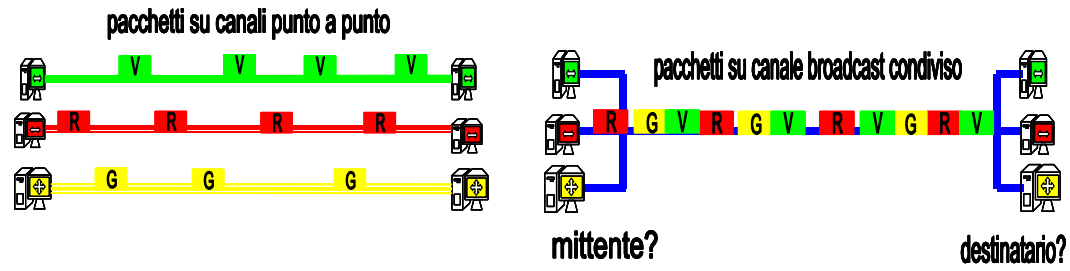 pacchetti su canali punto a punto
V V V V
R R R R
G G G
pacchetti su canale broadcast condiviso
R G V R G V R V G R V
mittente?
destinatario?